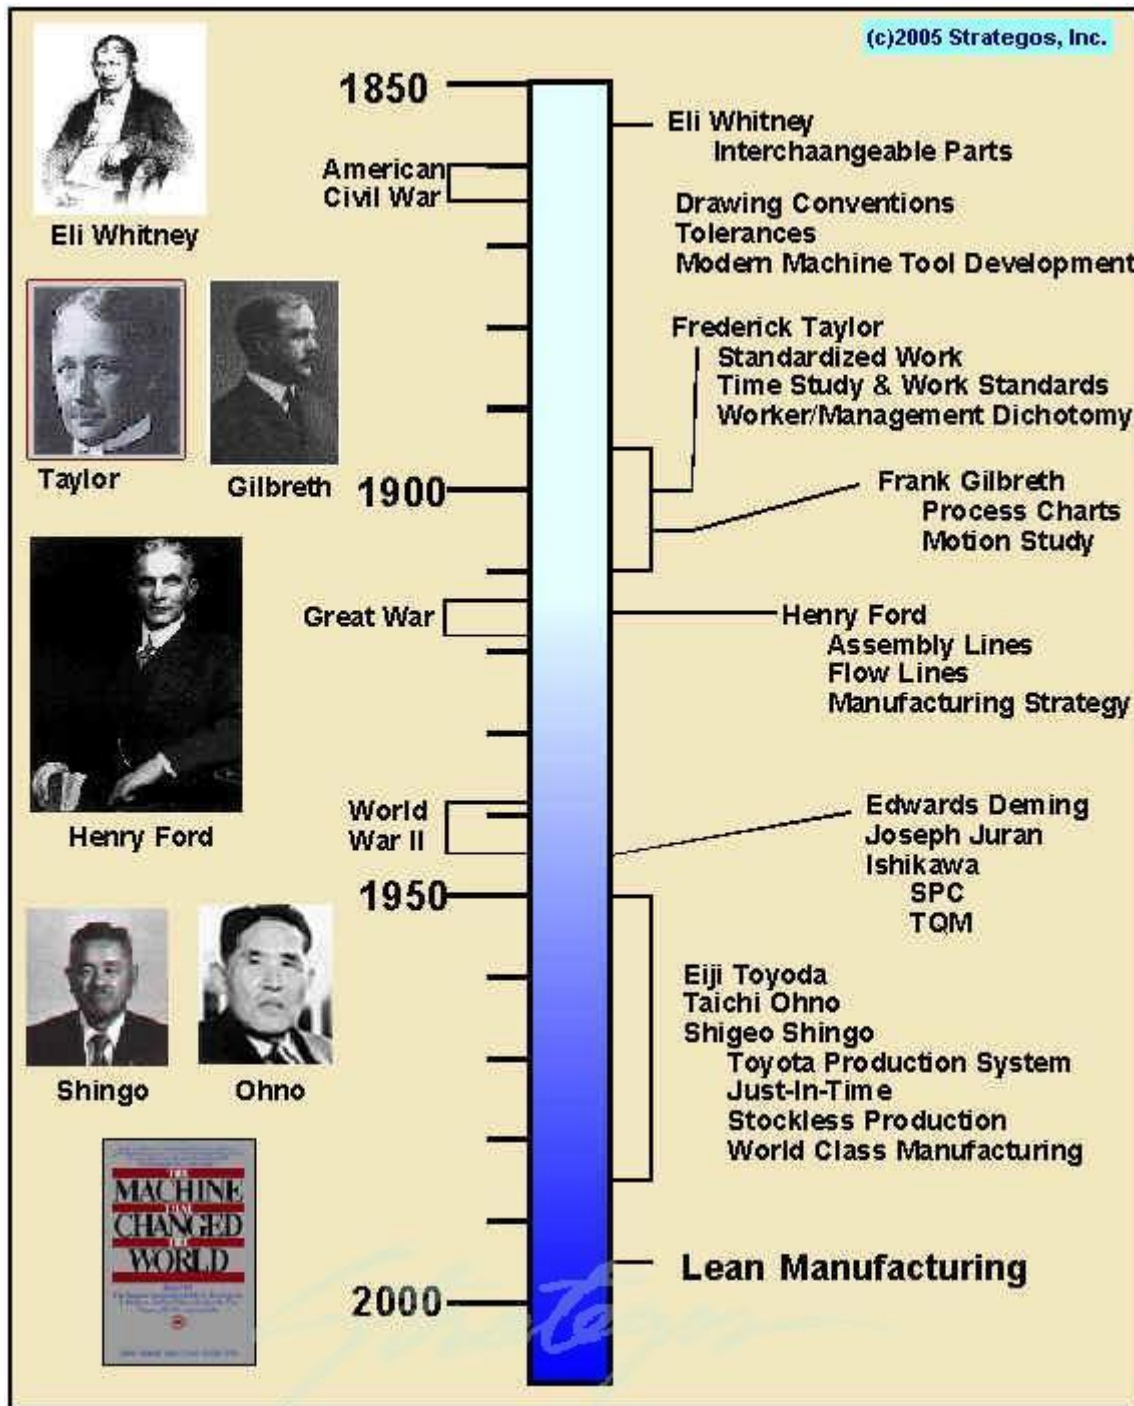 (c)2005 Strategos, Inc.
1850
Eli Whitney
Interchaangeable Parts
American
Civil War
Drawing Conventions
Tolerances
Modern Machine Tool Development
Eli Whitney
Frederick Taylor
Standardized Work
Time Study & Work Standards
Worker/Management Dichotomy
Taylor
Gilbreth
1900
Frank Gilbreth
Process Charts
Motion Study
Great War
Henry Ford
Assembly Lines
Flow Lines
Manufacturing Strategy
World
War II
Henry Ford
Edwards Deming
Joseph Juran
Ishikawa
SPC
TQM
1950
Eiji Toyoda
Taichi Ohno
Shigeo Shingo
Toyota Production System
Just-In-Time
Stockless Production
World Class Manufacturing
Shingo
Ohno
THE
MACHINE
THAT
CHANGED
THE
WORLD
Lean Manufacturing
2000
Strategos